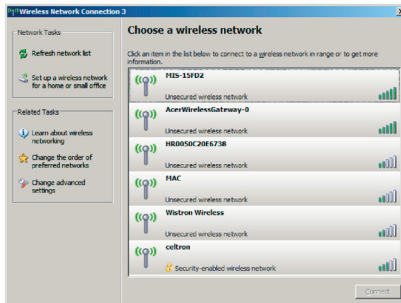 Wireless Network Connection 3
Network Tasks
Refresh network list
Set up a wireless network
for a home or small office
Related Tasks
Learn about wireless
networking
Change the order of
preferred networks
Change advanced
settings
Choose a wireless network
Click an item in the list below to connect to a wireless network in range or to get more
information.
MIS-15FD2
Unsecured wireless network
AcerWirelessGateway-0
Unsecured wireless network
HR0050C20E6738
Unsecured wireless network
MAC
Unsecured wireless network
Wistron Wireless
Unsecured wireless network
celtron
Security-enabled wireless network
Connect